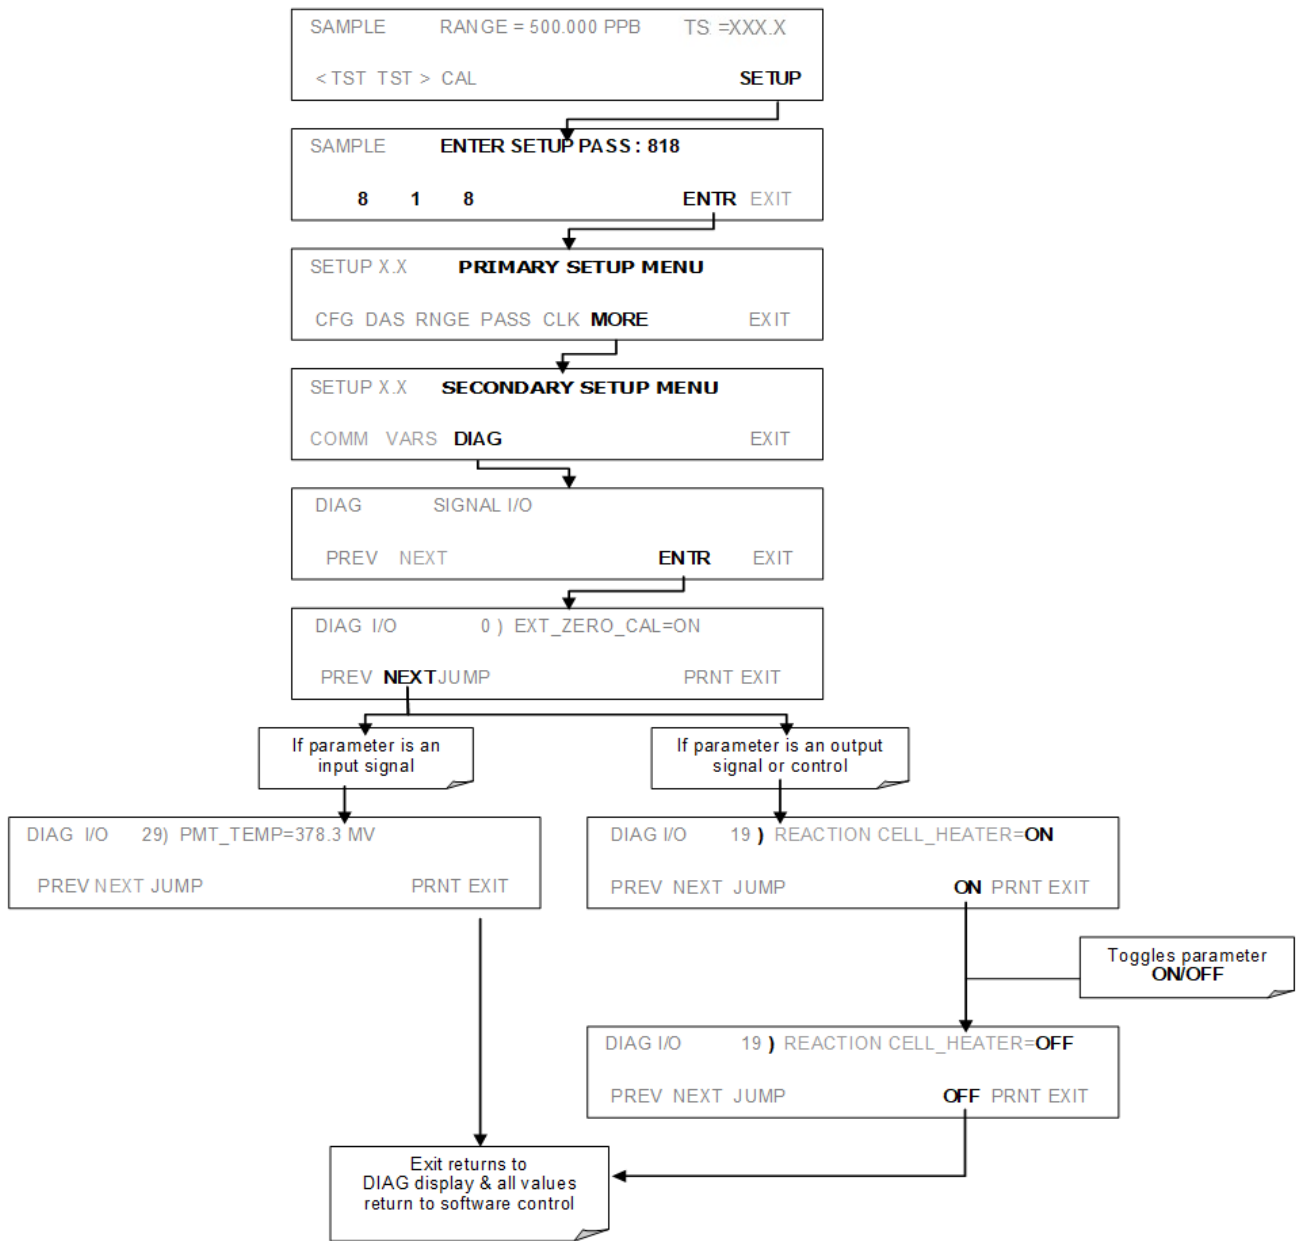 SAMPLE RANGE = 500.000 PPB TS =XXX.X
< TST TST > CAL SETUP
SAMPLE ENTER SETUP PASS : 818
8 1 8 ENTR EXIT
SETUP X.X PRIMARY SETUP MENU
CFG DAS RNGE PASS CLK MORE EXIT
SETUP X.X SECONDARY SETUP MENU
COMM VARS DIAG EXIT
DIAG SIGNAL I/O
PREV NEXT ENTR EXIT
DIAG I/O 0 ) EXT_ZERO_CAL=ON
PREV NEXT JUMP PRNT EXIT
If parameter is an
input signal
If parameter is an output
signal or control
DIAG I/O 29) PMT_TEMP=378.3 MV
PREV NEXT JUMP PRNT EXIT
DIAG I/O 19 ) REACTION CELL_HEATER=ON
PREV NEXT JUMP ON PRNT EXIT
Toggles parameter
ON/OFF
DIAG I/O 19 ) REACTION CELL_HEATER=OFF
PREV NEXT JUMP OFF PRNT EXIT
Exit returns to
DIAG display & all values
return to software control